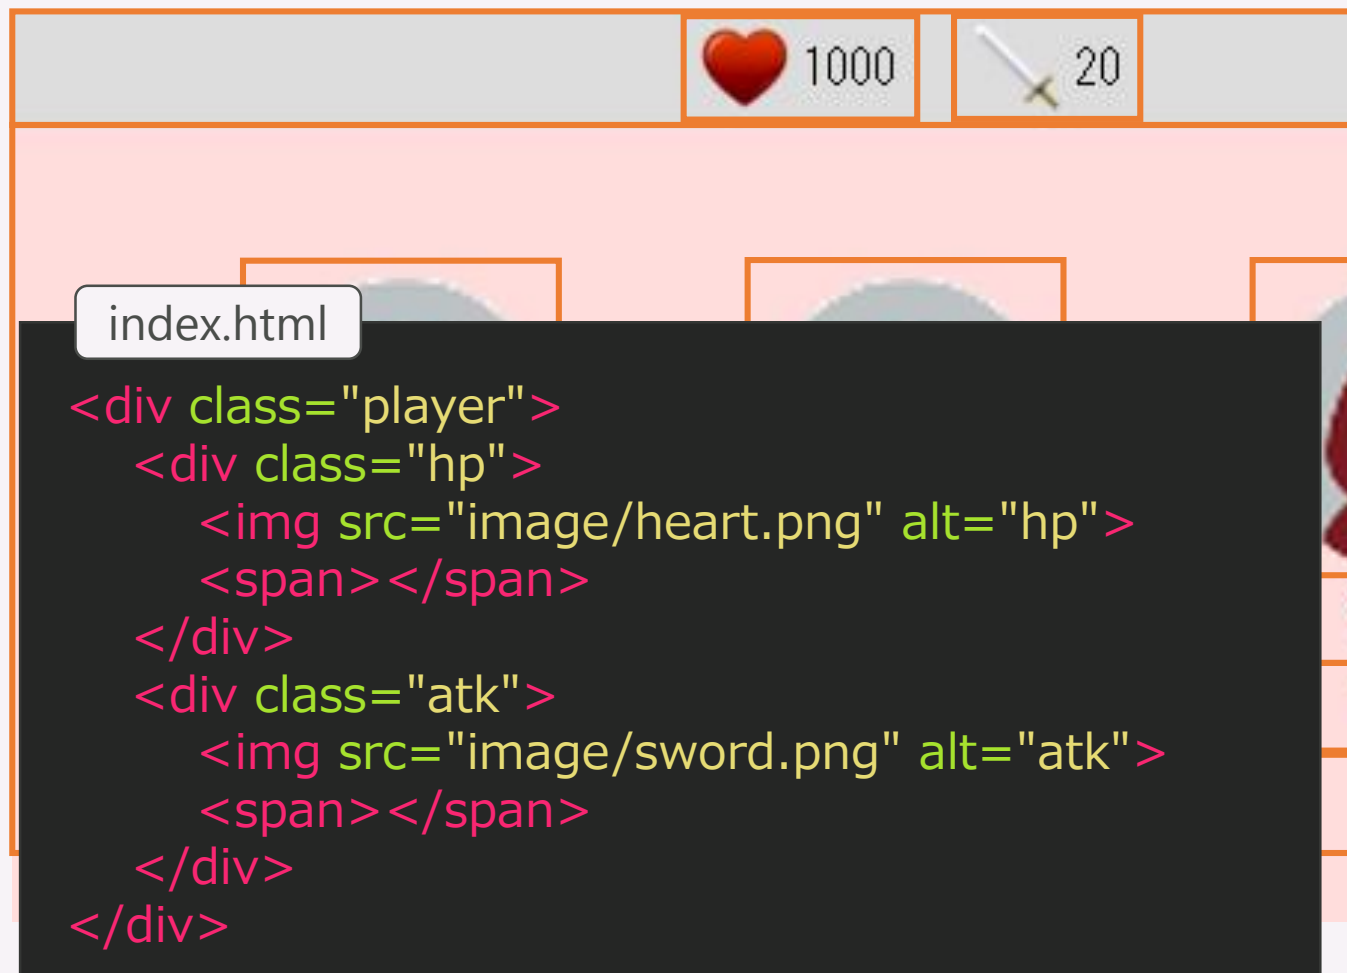 1000 20
index.html
<div class="player">
<div class="hp">
<img src="image/heart.png" alt="hp">
<span></span>
</div>
<div class="atk">
<img src="image/sword.png" alt="atk">
<span></span>
</div>
</div>